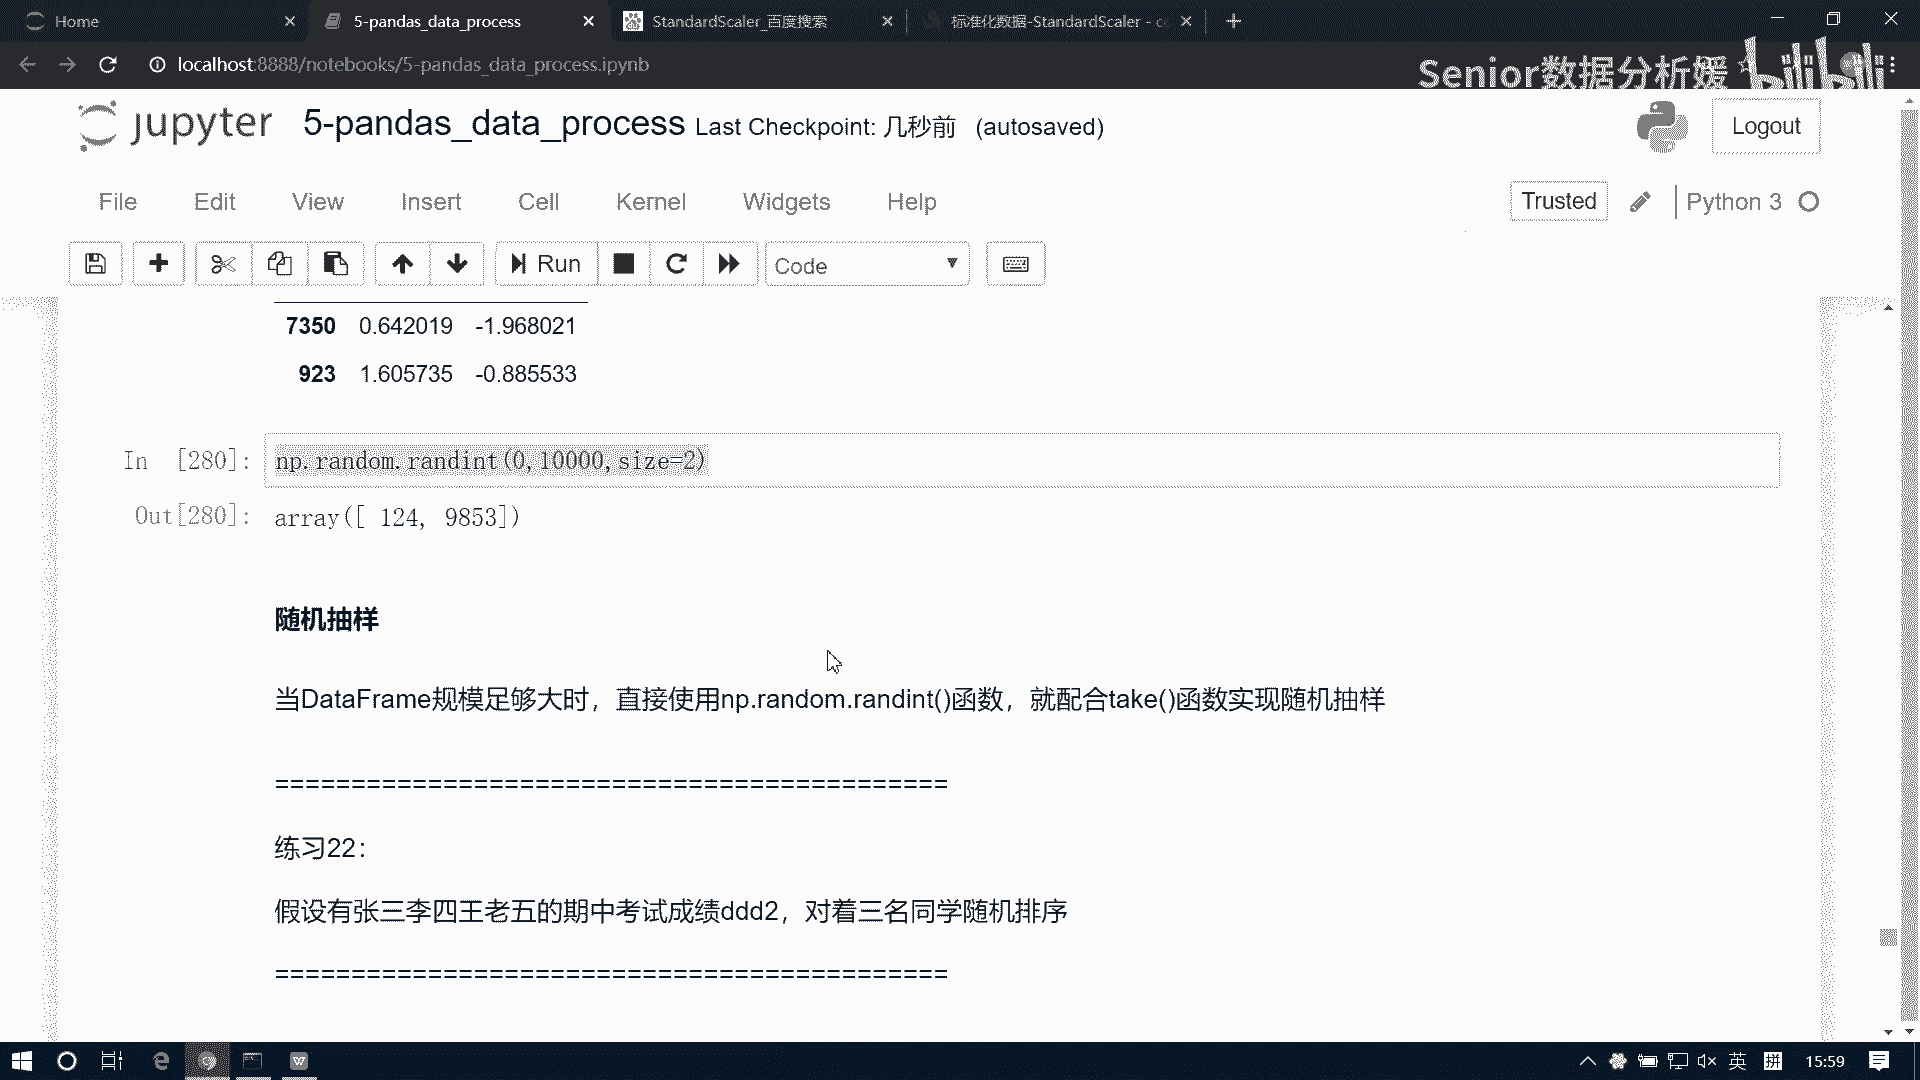 Home
5-pandas_data_process
StandardScaler_百度搜索
标准化数据-StandardScaler - c
localhost:8888/notebooks/5-pandas_data_process.ipynb
Senior数据分析媛
bilibili
jupyter 5-pandas_data_process Last Checkpoint: 几秒前 (autosaved)
Logout
File Edit View Insert Cell Kernel Widgets Help
Trusted Python 3
Run Code
7350 0.642019 -1.968021
923 1.605735 -0.885533
In [280]: np.random.randint(0,10000,size=2)
Out[280]: array([ 124, 9853])
随机抽样
当DataFrame规模足够大时，直接使用np.random.randint()函数，就配合take()函数实现随机抽样
============================================
练习22：
假设有张三李四王老五的期中考试成绩ddd2，对着三名同学随机排序
============================================
英 拼 15:59